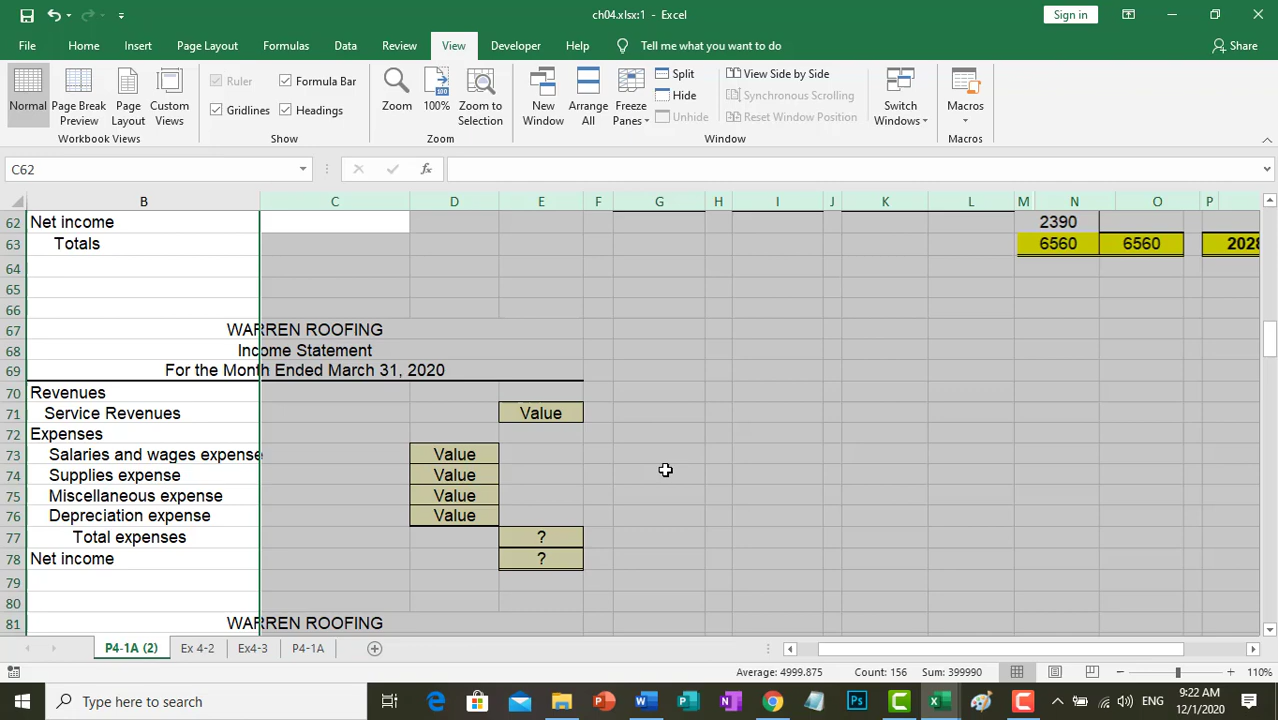 ch04.xlsx:1 - Excel
Sign in
File Home Insert Page Layout Formulas Data Review View Developer Help Tell me what you want to do Share
Normal Page Break Preview Page Layout Custom Views
Ruler Formula Bar
Gridlines Headings
Zoom 100% Zoom to Selection
New Window Arrange All Freeze Panes
Split
Hide
Unhide
View Side by Side
Synchronous Scrolling
Reset Window Position
Switch Windows Macros
Workbook Views Show Zoom Window Macros
C62 fx
B C D E F G H I J K L M N O P
62 Net income 2390
63 Totals 6560 6560 2028
64
65
66
67 WARREN ROOFING
68 Income Statement
69 For the Month Ended March 31, 2020
70 Revenues
71 Service Revenues Value
72 Expenses
73 Salaries and wages expense Value
74 Supplies expense Value
75 Miscellaneous expense Value
76 Depreciation expense Value
77 Total expenses ?
78 Net income ?
79
80
81 WARREN ROOFING
P4-1A (2) Ex 4-2 Ex4-3 P4-1A
Average: 4999.875 Count: 156 Sum: 399990 110%
Type here to search
ENG
9:22 AM
12/1/2020